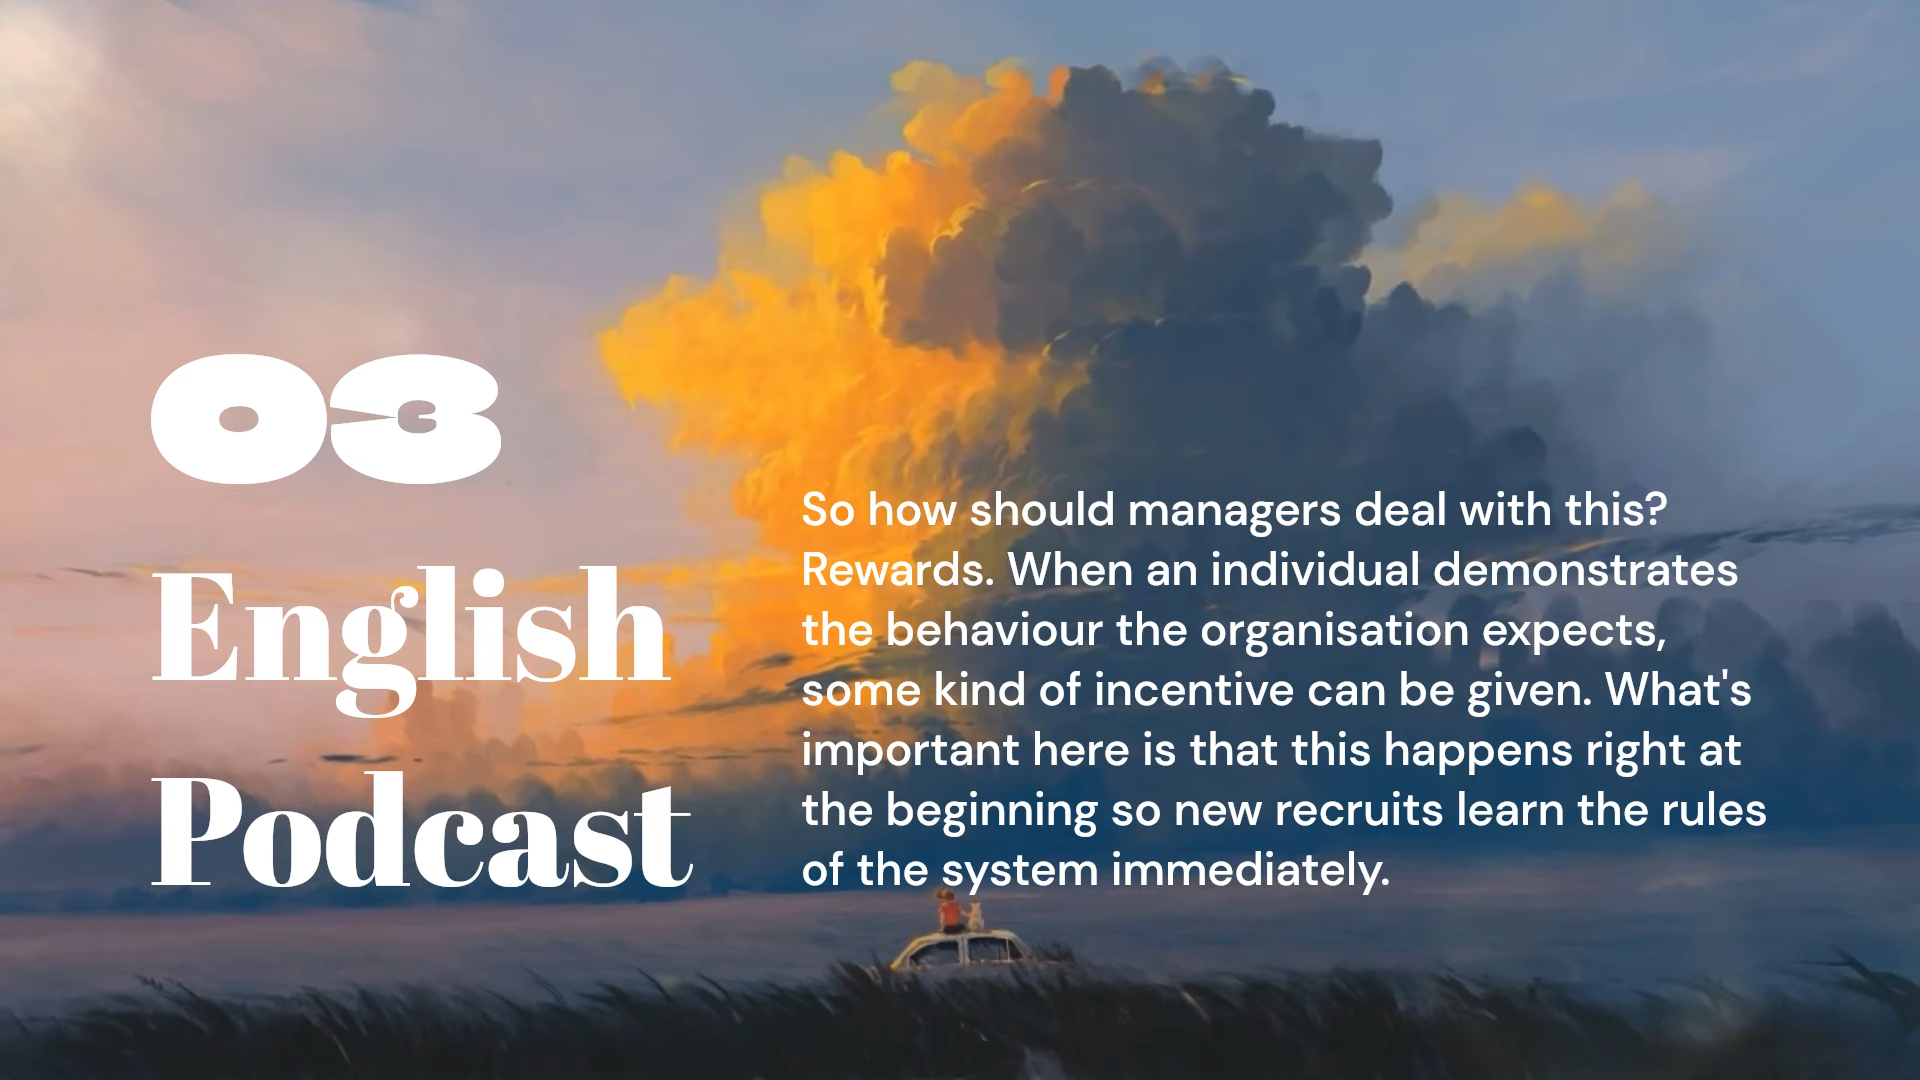 03
English
Podcast
So how should managers deal with this?
Rewards. When an individual demonstrates
the behaviour the organisation expects,
some kind of incentive can be given. What's
important here is that this happens right at
the beginning so new recruits learn the rules
of the system immediately.